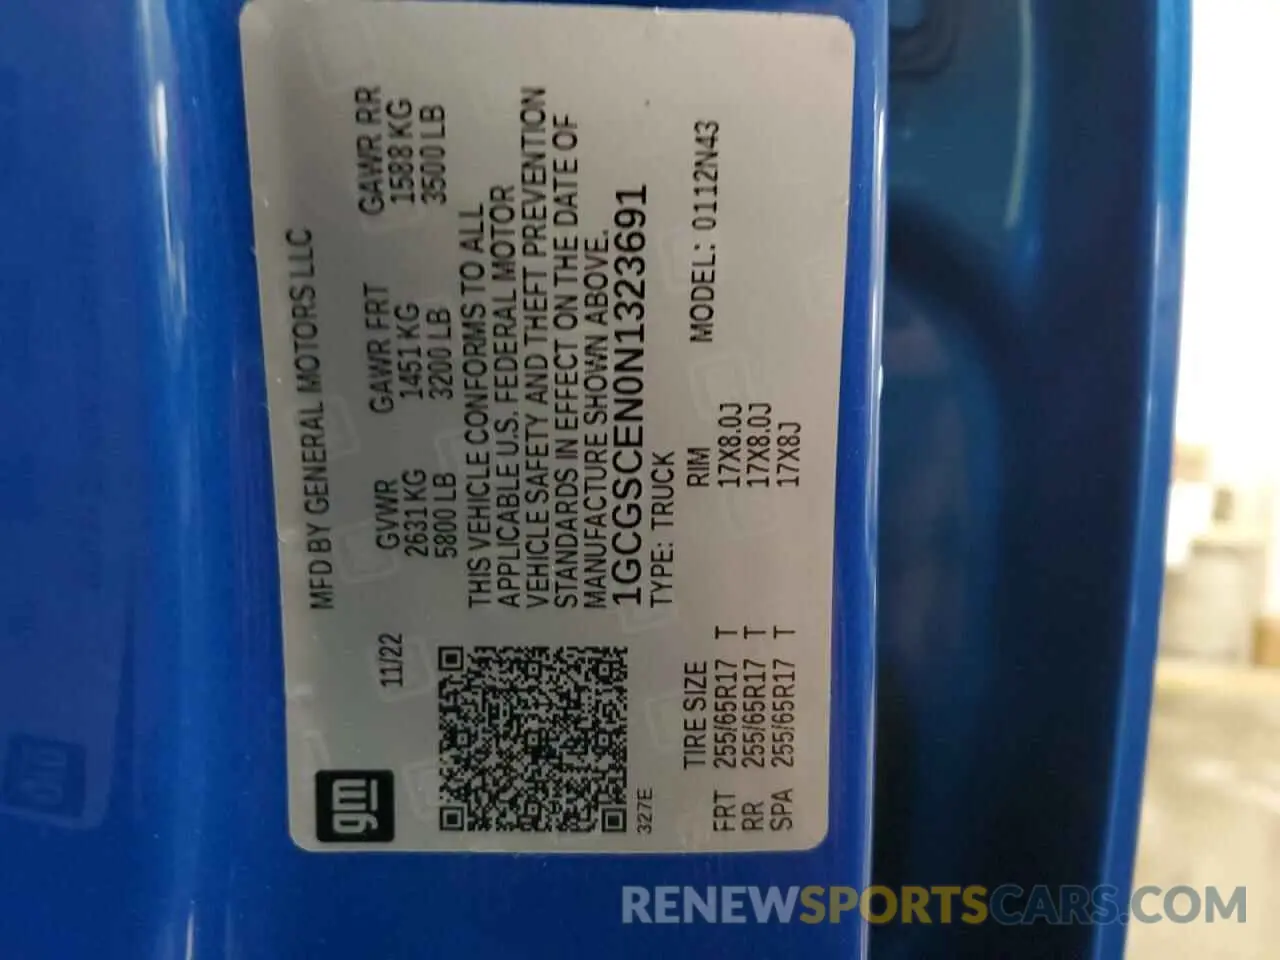 gm
MFD BY GENERAL MOTORS LLC
11/22
GVWR GAWR FRT GAWR RR
2631 KG 1451 KG 1588 KG
5800 LB 3200 LB 3500 LB
THIS VEHICLE CONFORMS TO ALL
APPLICABLE U.S. FEDERAL MOTOR
VEHICLE SAFETY AND THEFT PREVENTION
STANDARDS IN EFFECT ON THE DATE OF
MANUFACTURE SHOWN ABOVE.
1GCGSCEN0N1323691
327E
TYPE: TRUCK
MODEL: 0112N43
TIRE SIZE RIM
FRT 255/65R17 T 17X8.0J
RR 255/65R17 T 17X8.0J
SPA 255/65R17 T 17X8J
RENEWSPORTSCARS.COM